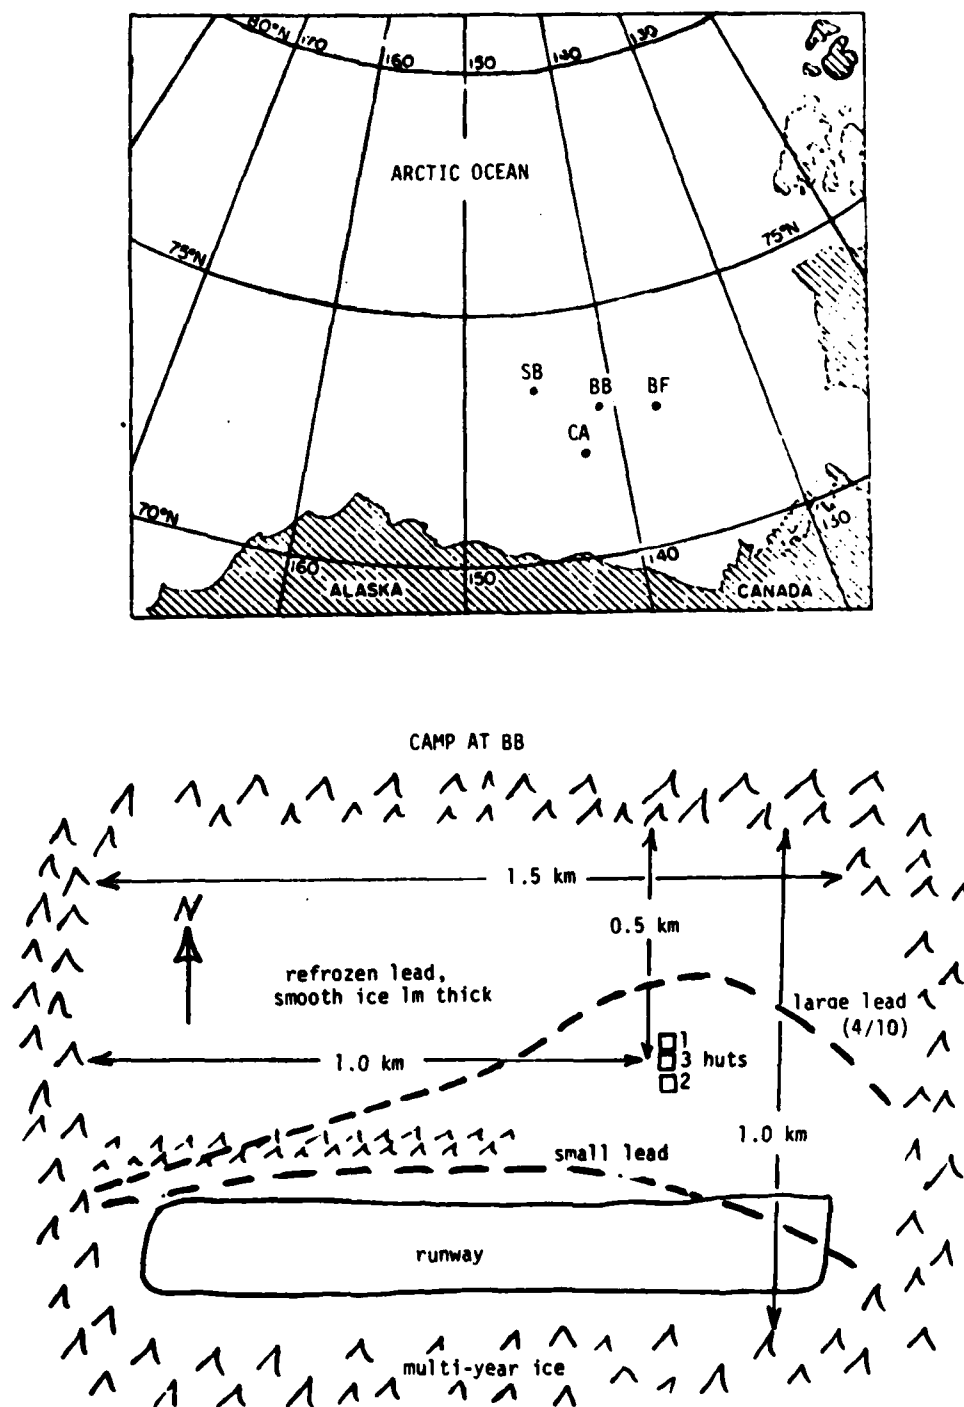 80°N 170 160 150 130 130
ARCTIC OCEAN
75°N 75°N
SB BB BF
CA
70°N
160 150 140 130
ALASKA CANADA
CAMP AT BB
1.5 km
N
0.5 km
refrozen lead,
smooth ice 1m thick
large lead
(4/10)
1
1.0 km 3 huts
2
1.0 km
small lead
runway
multi-year ice